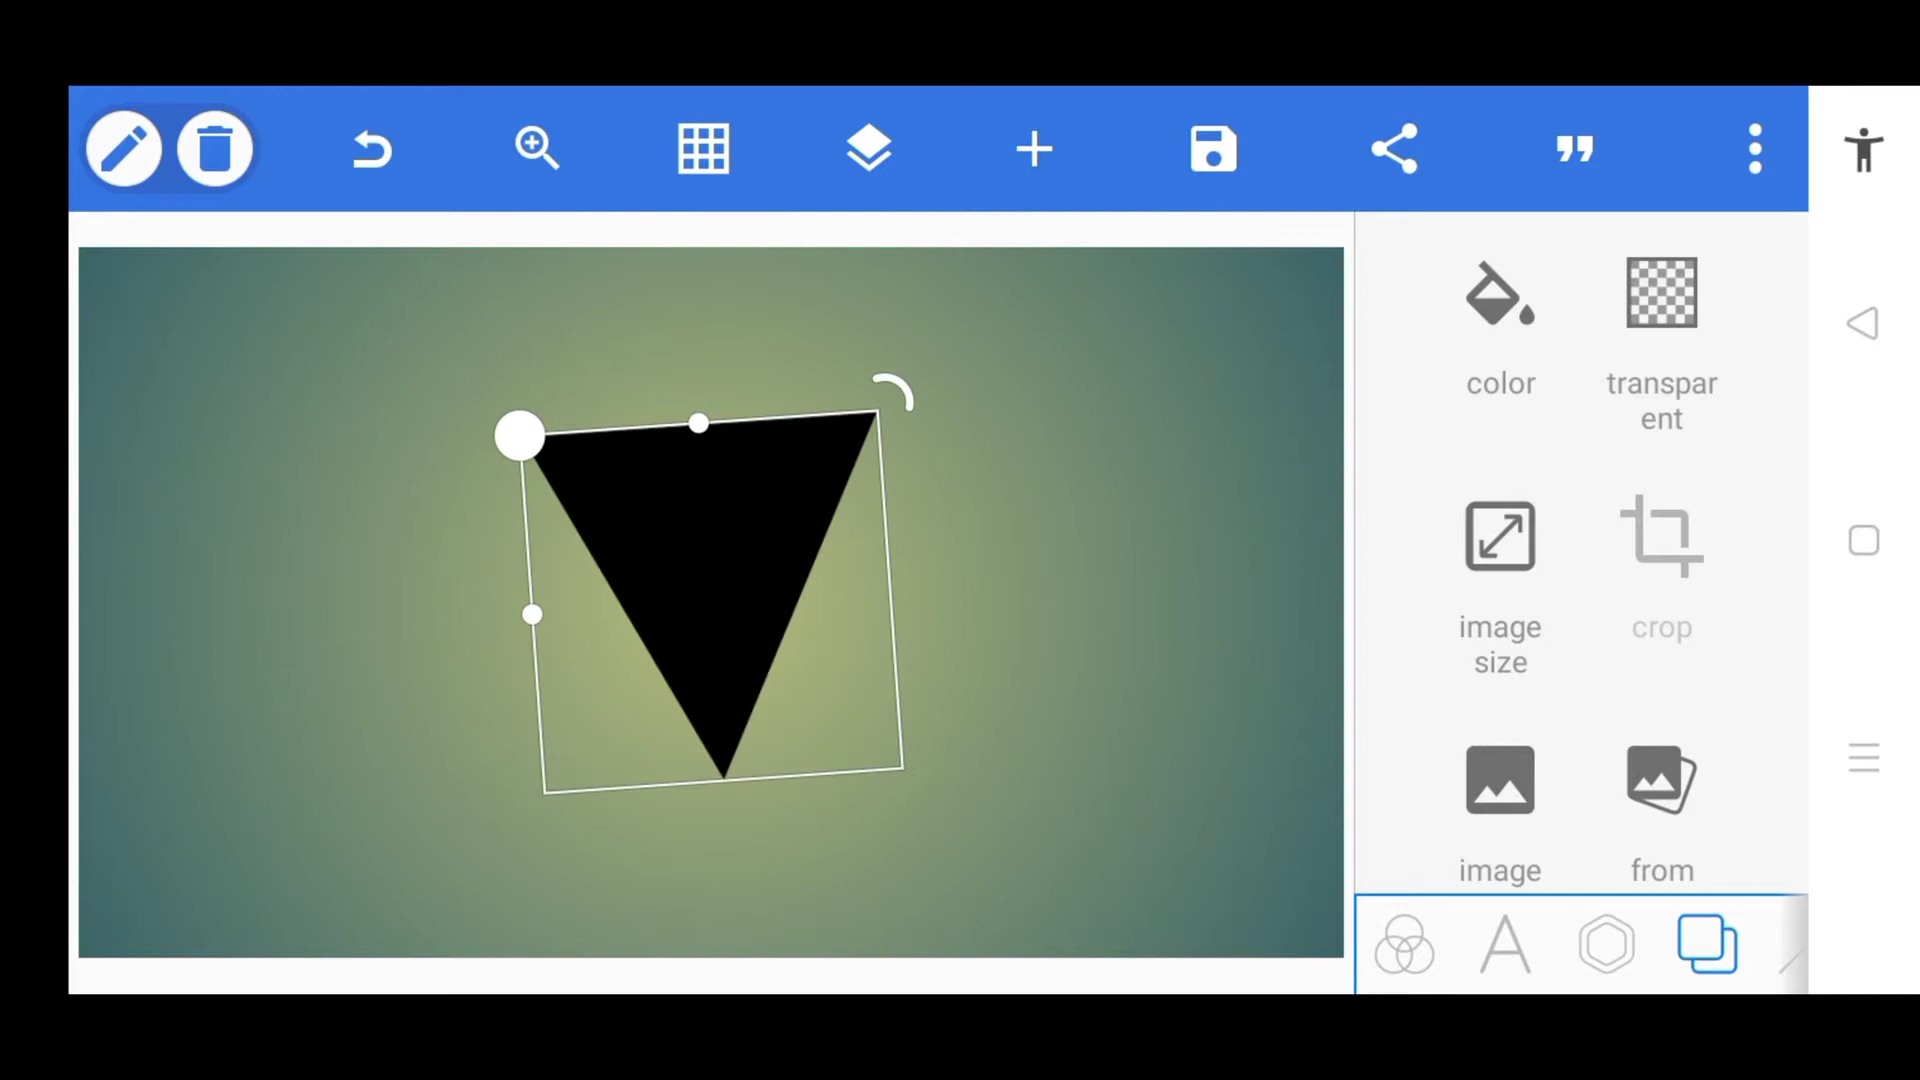 color
transpar
ent
image
size
crop
image
from